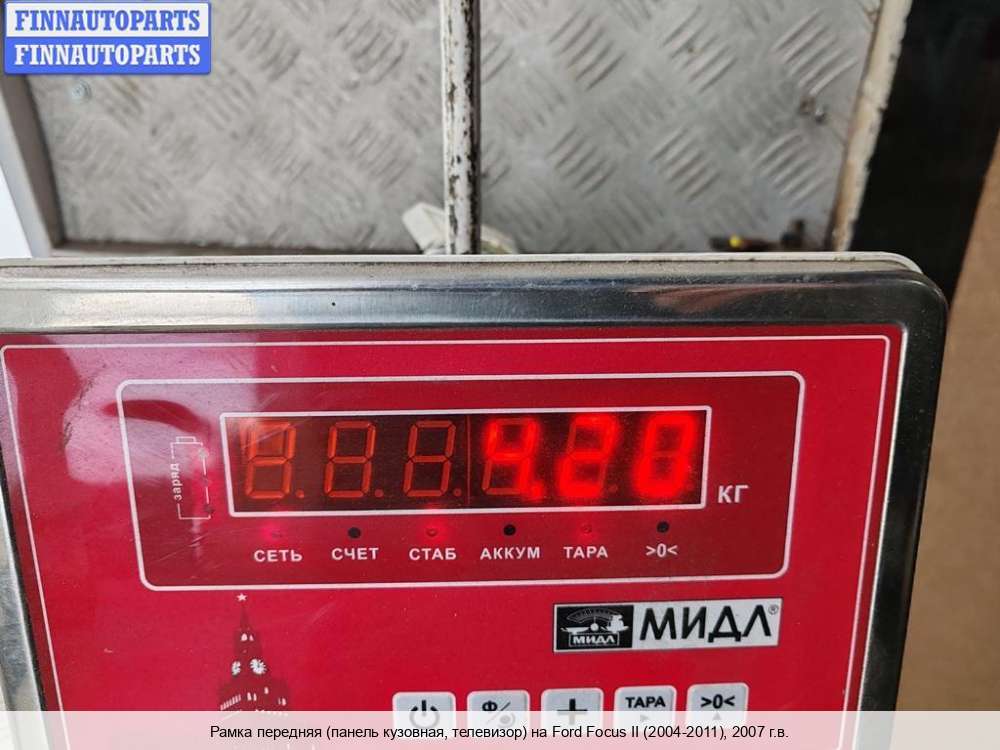 FINNAUTOPARTS
FINNAUTOPARTS
заряд
4.20
КГ
СЕТЬ СЧЕТ СТАБ АККУМ ТАРА >0<
МИДЛ МИДЛ®
ТАРА >0<
Рамка передняя (панель кузовная, телевизор) на Ford Focus II (2004-2011), 2007 г.в.